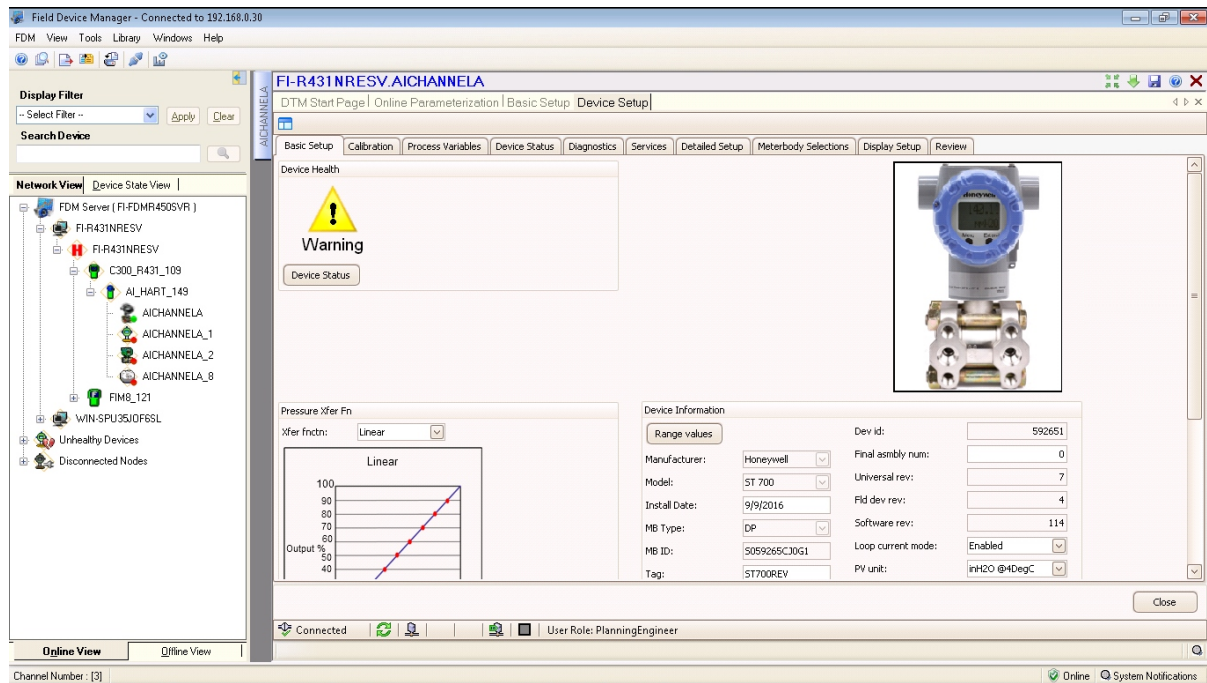 Field Device Manager - Connected to 192.168.0.30
FDM View Tools Library Windows Help
Display Filter
-- Select Filter --
Apply Clear
Search Device
Network View Device State View
FDM Server ( FI-FDMR450SVR )
FI-R431NRESV
FI-R431NRESV
C300_R431_109
AI_HART_149
AICHANNELA
AICHANNELA_1
AICHANNELA_2
AICHANNELA_8
FIM8_121
WIN-SPU35JOF6SL
Unhealthy Devices
Disconnected Nodes
Online View Offline View
AICHANNELA
FI-R431NRESV.AICHANNELA
DTM Start Page Online Parameterization Basic Setup Device Setup
Basic Setup Calibration Process Variables Device Status Diagnostics Services Detailed Setup Meterbody Selections Display Setup Review
Device Health
Warning
Device Status
Honeywell
Pressure Xfer Fn
Xfer fnctn: Linear
Linear
100
90
80
70
60
Output %
50
40
Device Information
Range values
Manufacturer: Honeywell
Model: ST 700
Install Date: 9/9/2016
MB Type: DP
MB ID: S059265CJ0G1
Tag: ST700REV
Dev id: 592651
Final asmbly num: 0
Universal rev: 7
Fld dev rev: 4
Software rev: 114
Loop current mode: Enabled
PV unit: inH2O @4DegC
Close
Connected
User Role: PlanningEngineer
Channel Number : [3]
Online System Notifications